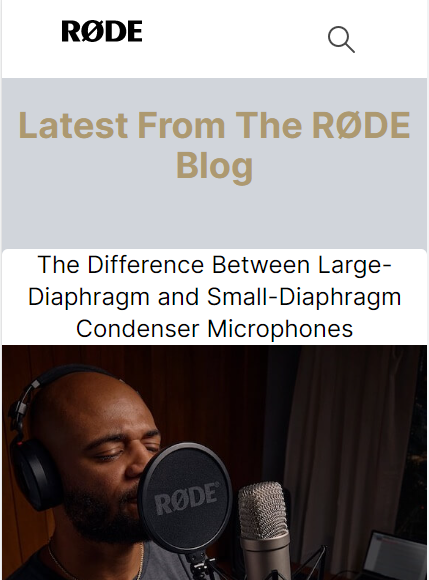 RØDE
Latest From The RØDE
Blog
The Difference Between Large-
Diaphragm and Small-Diaphragm
Condenser Microphones
RØDE